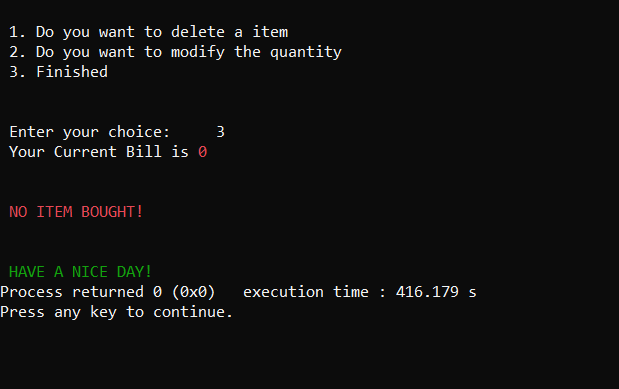 1. Do you want to delete a item
2. Do you want to modify the quantity
3. Finished
Enter your choice:     3
Your Current Bill is 0
NO ITEM BOUGHT!
HAVE A NICE DAY!
Process returned 0 (0x0)   execution time : 416.179 s
Press any key to continue.